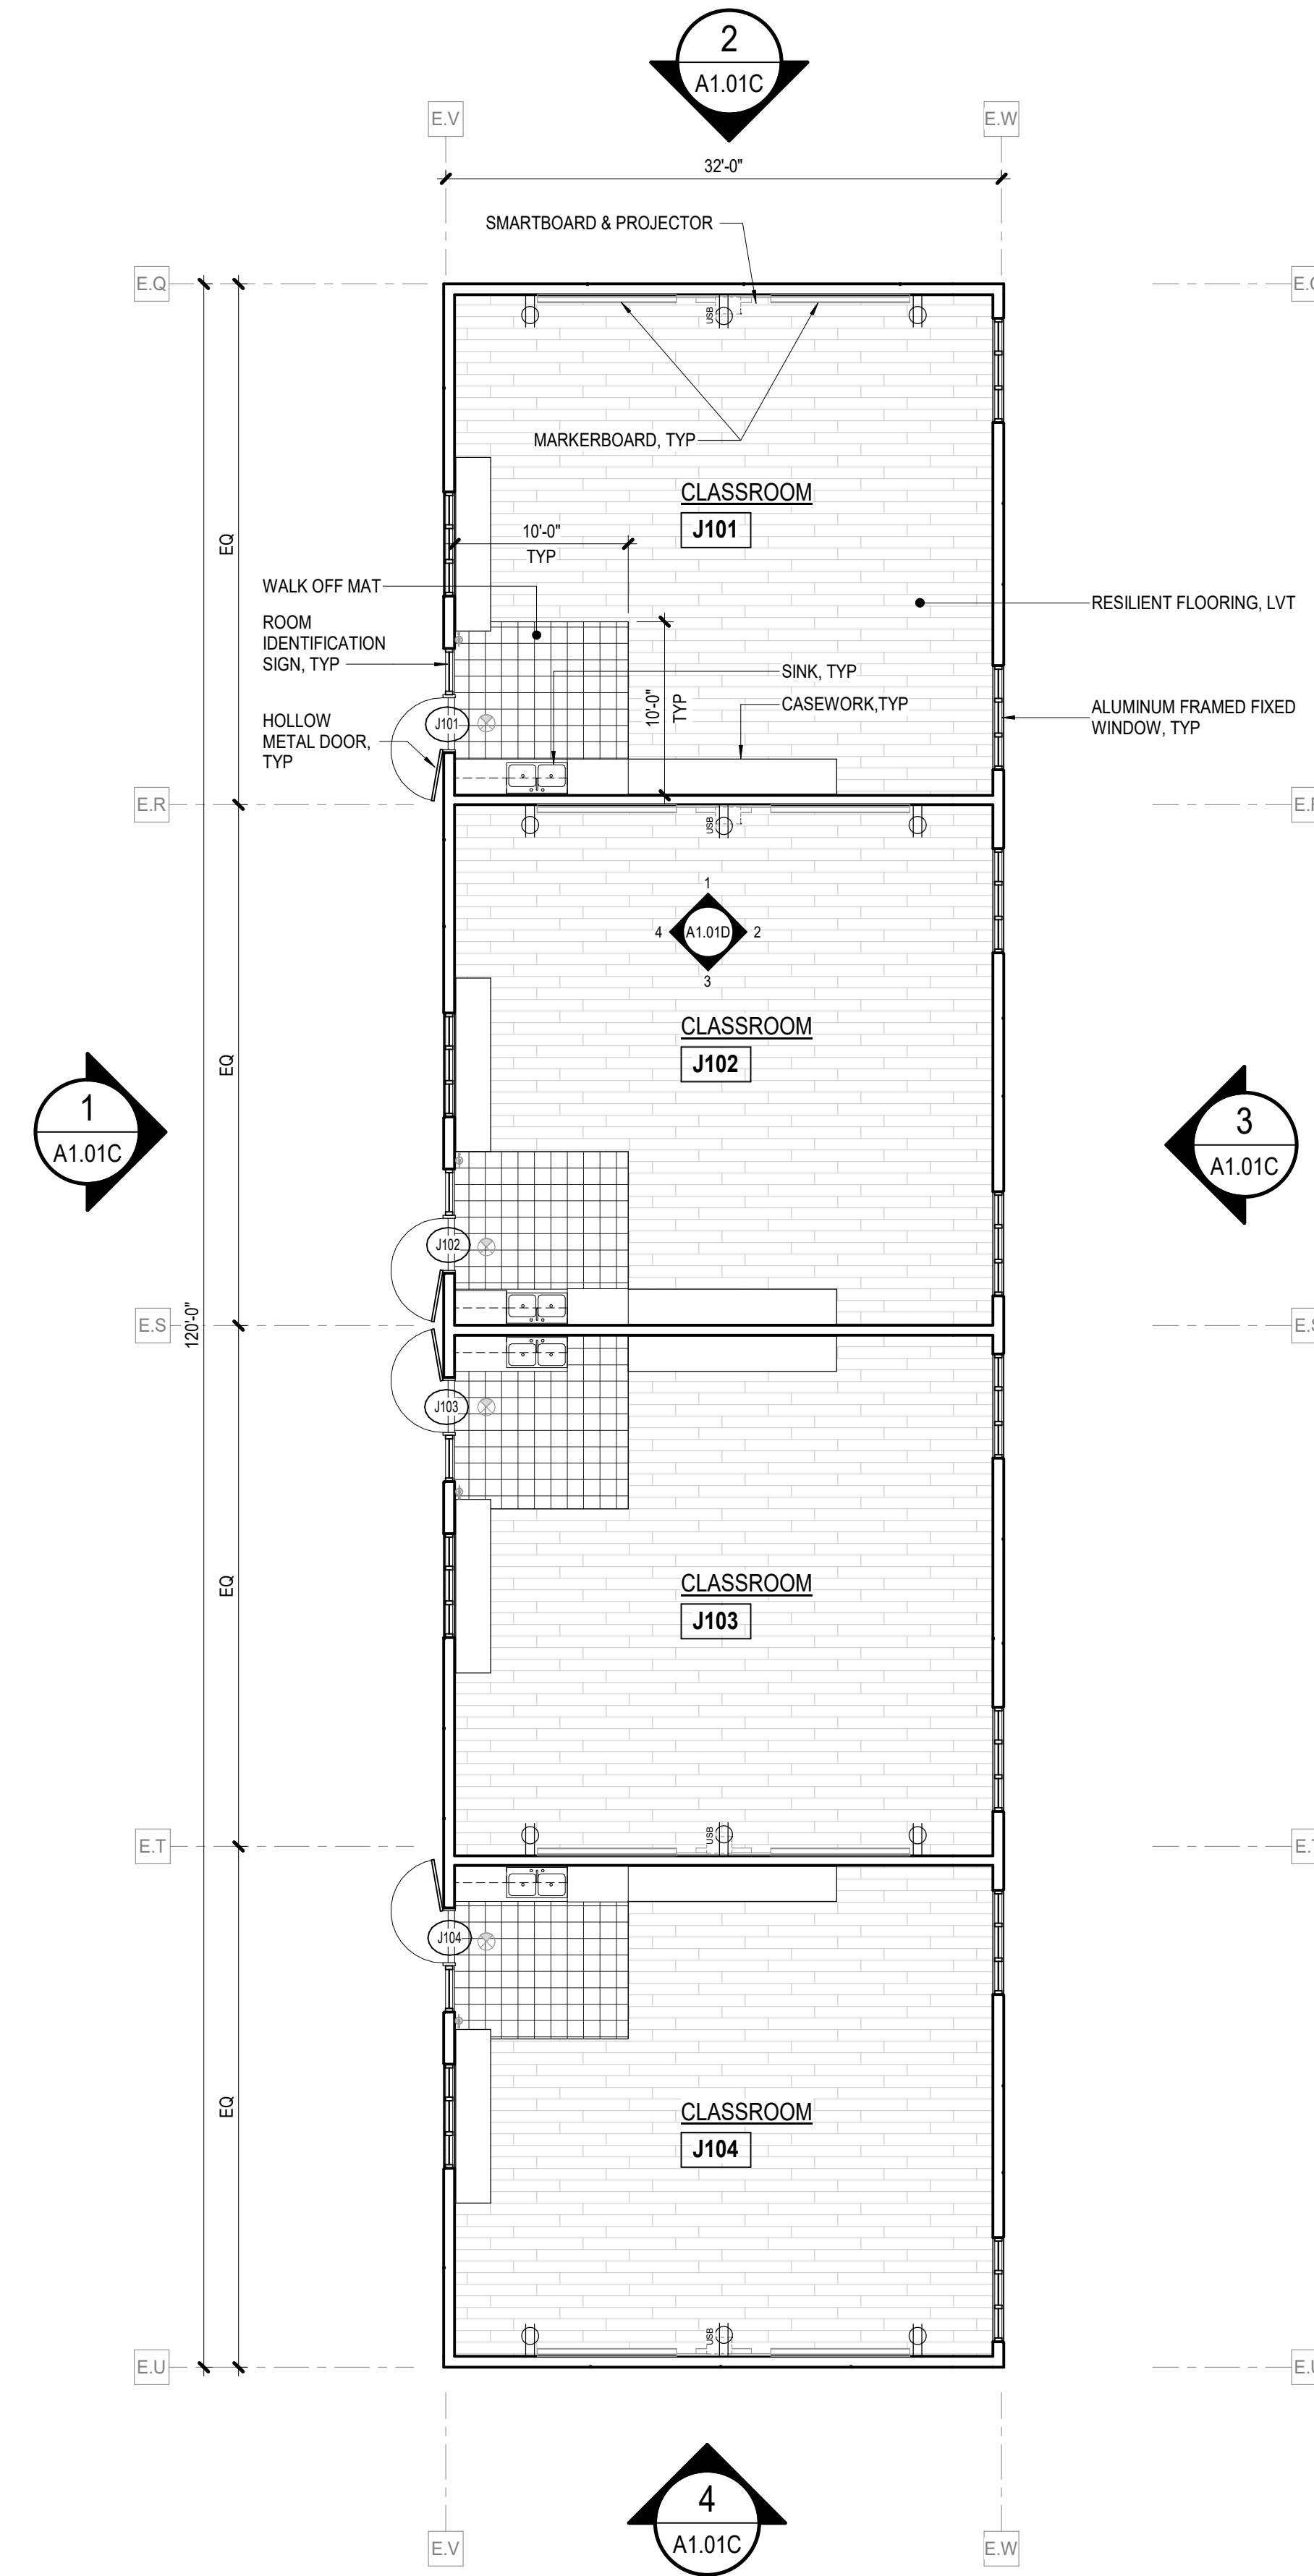 2
A1.01C
E.V
E.W
32'-0"
SMARTBOARD & PROJECTOR
E.Q
USB
MARKERBOARD, TYP
CLASSROOM
J101
10'-0"
TYP
EQ
WALK OFF MAT
RESILIENT FLOORING, LVT
ROOM
IDENTIFICATION
SIGN, TYP
SINK, TYP
10'-0"
TYP
CASEWORK,TYP
ALUMINUM FRAMED FIXED
WINDOW, TYP
HOLLOW
METAL DOOR,
TYP
J101
E.R
USB
1
4
A1.01D
2
3
CLASSROOM
J102
EQ
1
A1.01C
3
A1.01C
J102
E.S
120'-0"
J103
EQ
CLASSROOM
J103
USB
E.T
J104
EQ
CLASSROOM
J104
USB
E.U
4
A1.01C
E.V
E.W